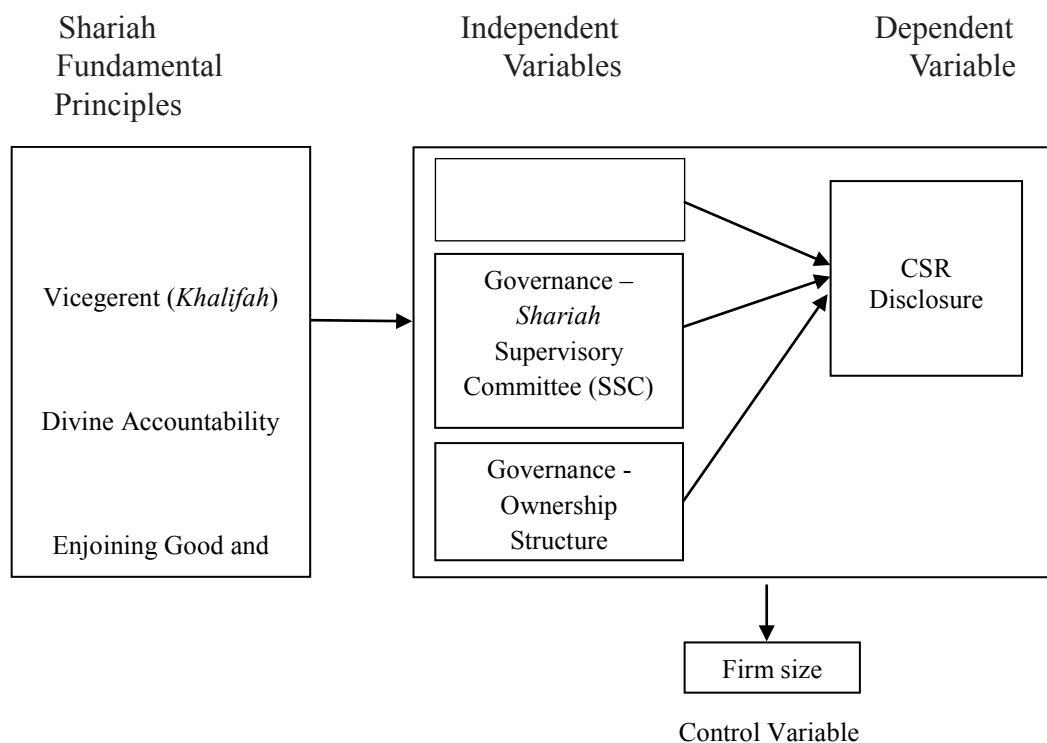 Shariah
Fundamental
Principles
Independent
Variables
Dependent
Variable
Vicegerent (Khalifah)
Divine Accountability
Enjoining Good and
Governance –
Shariah
Supervisory
Committee (SSC)
Governance -
Ownership
Structure
CSR
Disclosure
Firm size
Control Variable